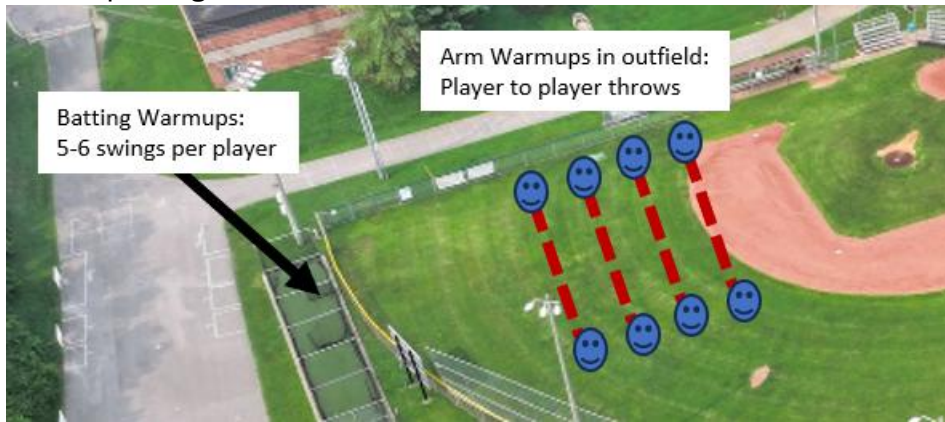 Arm Warmups in outfield:
Player to player throws
Batting Warmups:
5-6 swings per player